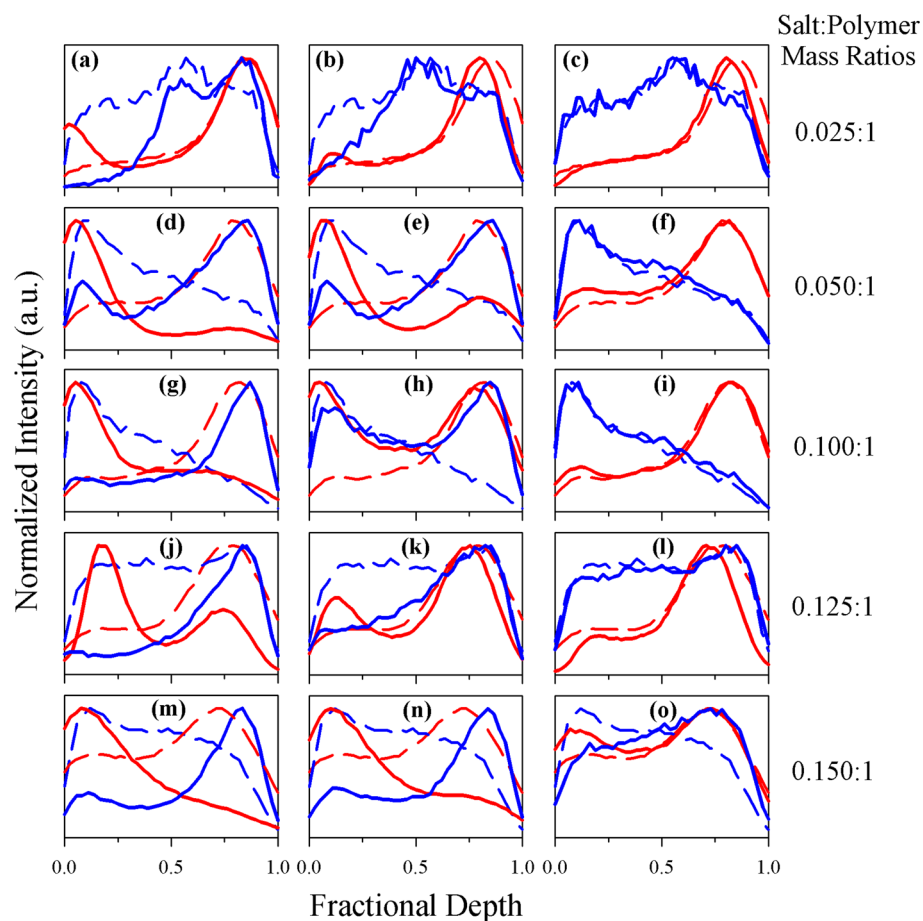 Salt:Polymer
Mass Ratios
(a)
(b)
(c)
0.025:1
(d)
(e)
(f)
0.050:1
Normalized Intensity (a.u.)
(g)
(h)
(i)
0.100:1
(j)
(k)
(l)
0.125:1
(m)
(n)
(o)
0.150:1
0.0 0.5 1.0 0.0 0.5 1.0 0.0 0.5 1.0
Fractional Depth